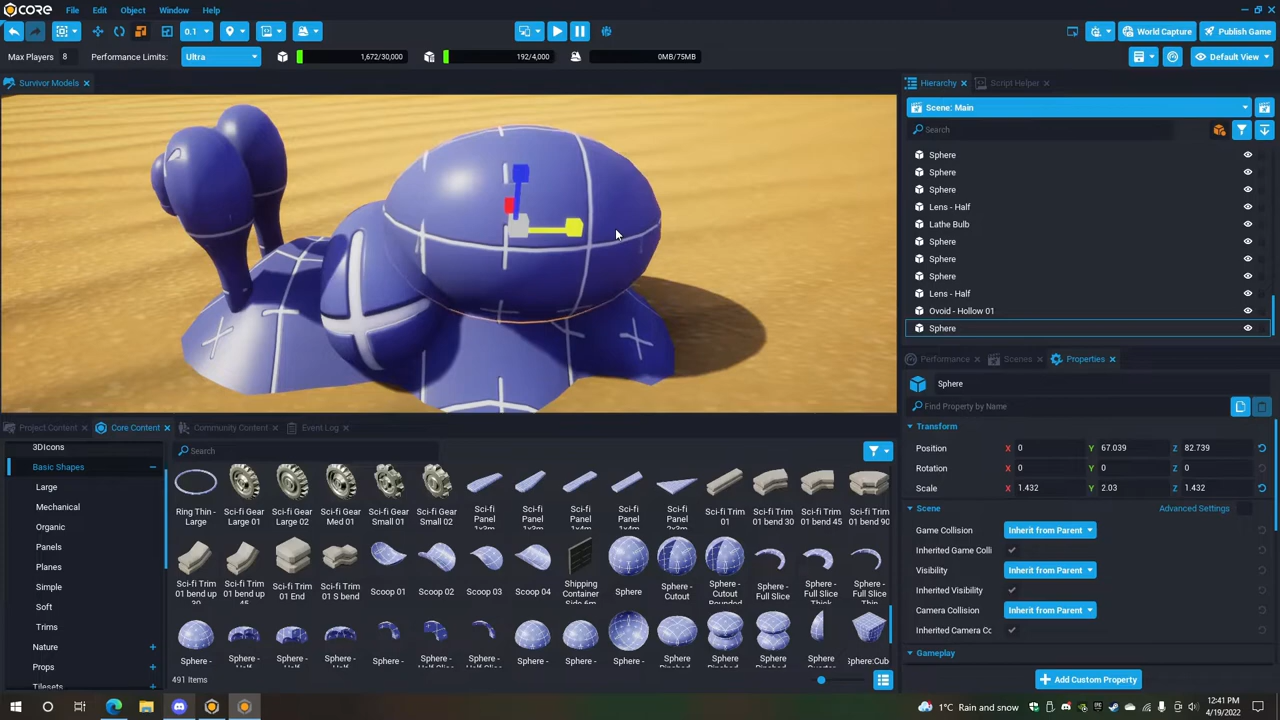 CORE File Edit Object Window Help
0.1 World Capture Publish Game
Max Players 8 Performance Limits: Ultra 1,672/30,000 192/4,000 0MB/75MB Default View
Survivor Models Hierarchy Script Helper
Scene: Main
Search
Sphere
Sphere
Sphere
Lens - Half
Lathe Bulb
Sphere
Sphere
Sphere
Lens - Half
Ovoid - Hollow 01
Sphere
Performance Scenes Properties
Sphere
Find Property by Name
Transform
Position X 0 Y 67.039 Z 82.739
Rotation X 0 Y 0 Z 0
Scale X 1.432 Y 2.03 Z 1.432
Scene Advanced Settings
Game Collision Inherit from Parent
Inherited Game Colli
Visibility Inherit from Parent
Inherited Visibility
Camera Collision Inherit from Parent
Inherited Camera Cc
Gameplay
Add Custom Property
Project Content Core Content Community Content Event Log
3DIcons
Basic Shapes
Large
Mechanical
Organic
Panels
Planes
Simple
Soft
Trims
Nature
Props
Tilesets
Search
Ring Thin - Large
Sci-fi Gear Large 01
Sci-fi Gear Large 02
Sci-fi Gear Med 01
Sci-fi Gear Small 01
Sci-fi Gear Small 02
Sci-fi Panel
Sci-fi Panel
Sci-fi Panel
Sci-fi Panel
Sci-fi Panel
Sci-fi Trim 01
Sci-fi Trim 01 bend 30
Sci-fi Trim 01 bend 45
Sci-fi Trim 01 bend 90
Sci-fi Trim 01 bend up
Sci-fi Trim 01 bend up
Sci-fi Trim 01 End
Sci-fi Trim 01 S bend
Scoop 01
Scoop 02
Scoop 03
Scoop 04
Shipping Container
Sphere
Sphere - Cutout
Sphere - Cutout
Sphere - Full Slice
Sphere - Full Slice
Sphere - Full Slice
Sphere -
Sphere -
Sphere -
Sphere -
Sphere -
Sphere -
Sphere -
Sphere -
Sphere -
Sphere -
Sphere
Sphere
Sphere
Sphere
491 Items
1°C Rain and snow
12:41 PM
4/19/2022